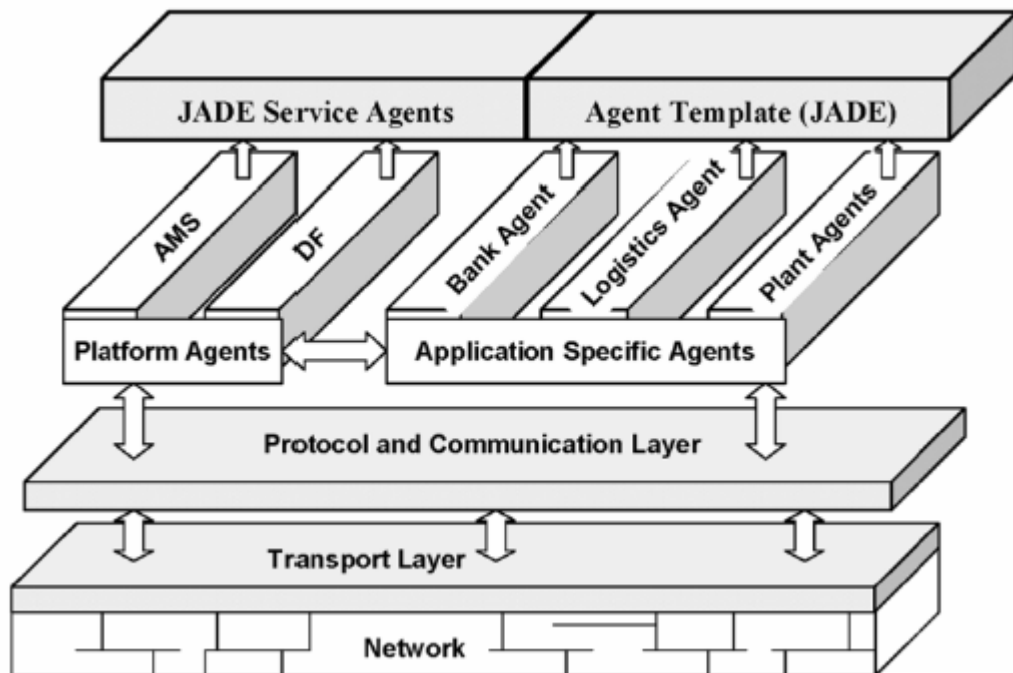 JADE Service Agents
Agent Template (JADE)
AMS
DF
Bank Agent
Logistics Agent
Plant Agents
Platform Agents
Application Specific Agents
Protocol and Communication Layer
Transport Layer
Network